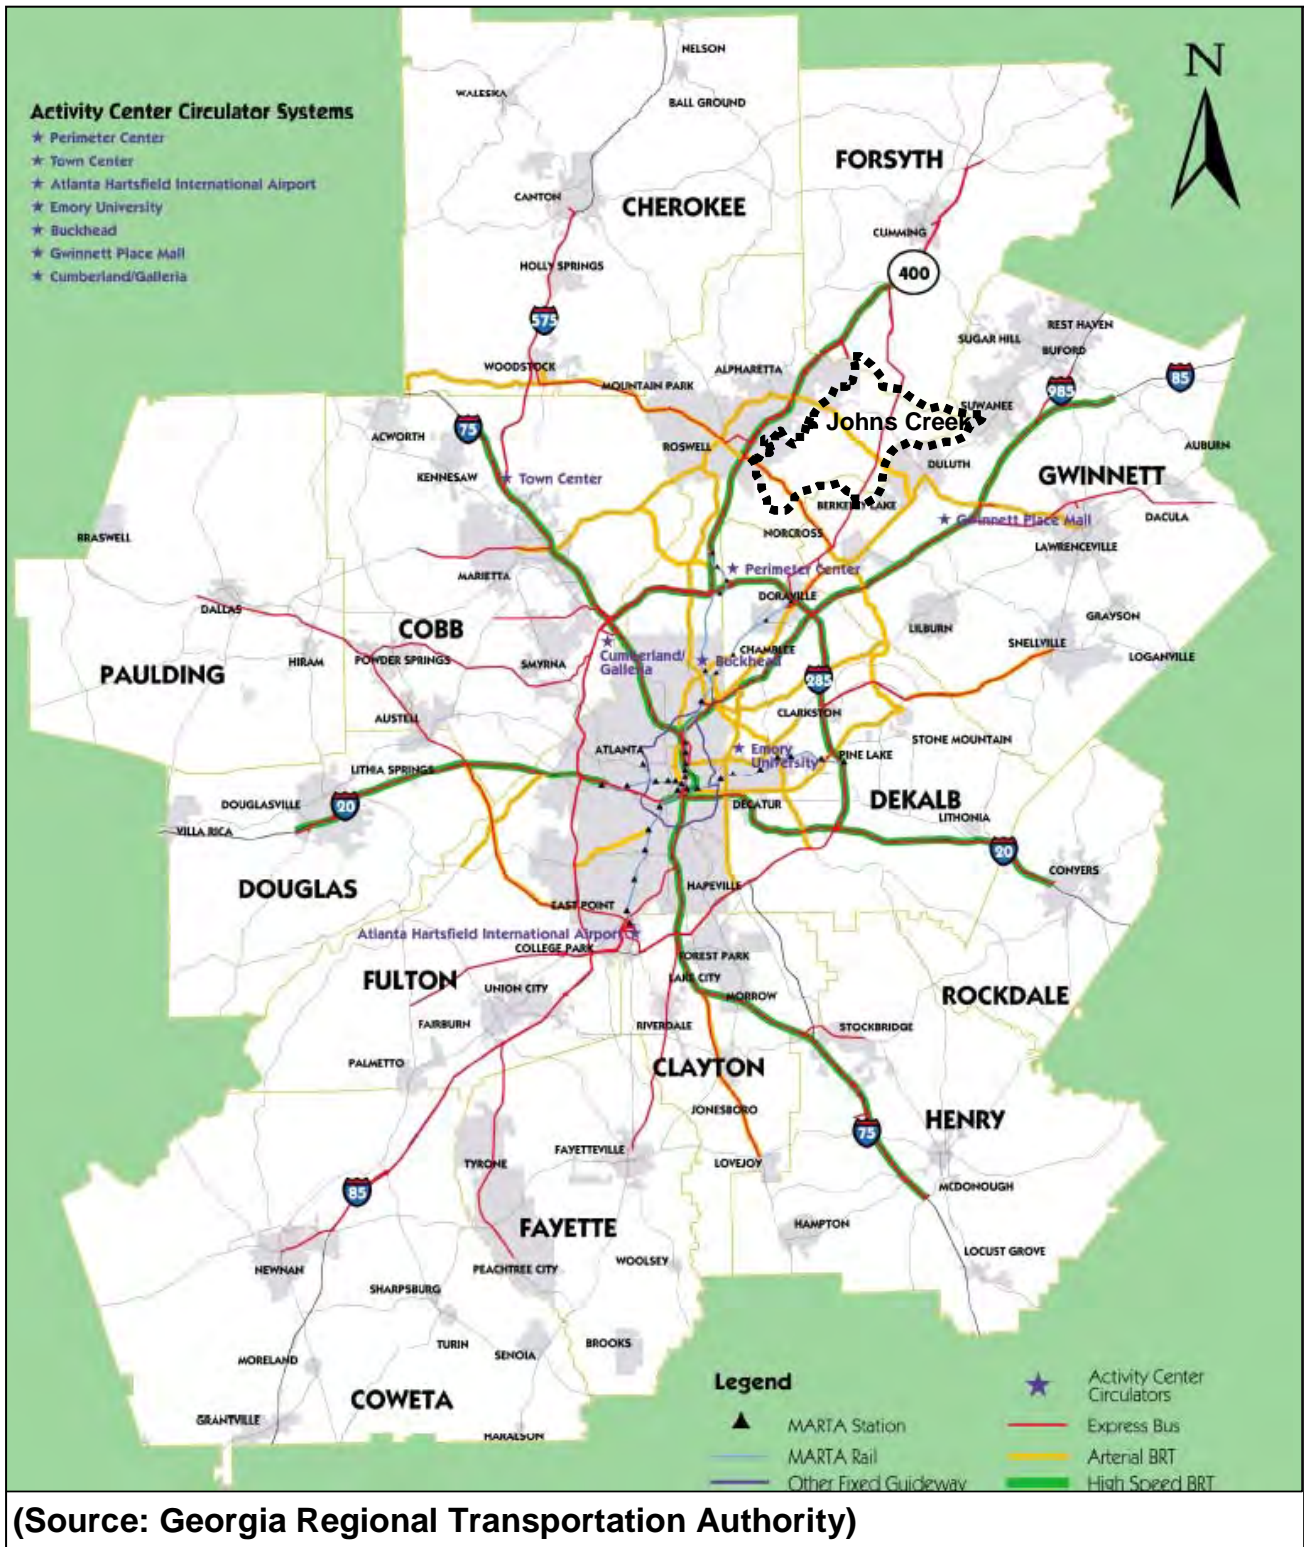 N
Activity Center Circulator Systems
Perimeter Center
Town Center
Atlanta Hartsfield International Airport
Emory University
Buckhead
Gwinnett Place Mall
Cumberland/Galleria
NELSON
WALESKA
BALL GROUND
FORSYTH
CANTON
CHEROKEE
CUMMING
HOLLY SPRINGS
400
575
REST HAVEN
SUGAR HILL
BUFORD
WOODSTOCK
ALPHARETTA
MOUNTAIN PARK
985
85
SUWANEE
Johns Creek
75
ACWORTH
ROSWELL
AUBURN
DULUTH
KENNESAW
Town Center
GWINNETT
BERKELEY LAKE
Gwinnett Place Mall
DACULA
BRASWELL
NORCROSS
LAWRENCEVILLE
Perimeter Center
MARIETTA
DORAVILLE
DALLAS
GRAYSON
COBB
LILBURN
SNELLVILLE
HIRAM
POWDER SPRINGS
SMYRNA
Cumberland/
Galleria
CHAMBLEE
Buckhead
LOGANVILLE
PAULDING
285
AUSTELL
CLARKSTON
ATLANTA
Emory
University
STONE MOUNTAIN
PINE LAKE
LITHIA SPRINGS
DOUGLASVILLE
20
DECATUR
DEKALB
LITHONIA
VILLA RICA
20
CONYERS
DOUGLAS
HAPEVILLE
EAST POINT
Atlanta Hartsfield International Airport
COLLEGE PARK
FOREST PARK
FULTON
LAKE CITY
UNION CITY
MORROW
ROCKDALE
FAIRBURN
RIVERDALE
STOCKBRIDGE
PALMETTO
CLAYTON
JONESBORO
HENRY
75
FAYETTEVILLE
TYRONE
LOVEJOY
85
MCDONOUGH
FAYETTE
HAMPTON
LOCUST GROVE
NEWNAN
PEACHTREE CITY
WOOLSEY
SHARPSBURG
TURIN
SENOIA
BROOKS
MORELAND
COWETA
GRANTVILLE
HARALSON
Legend
MARTA Station
MARTA Rail
Other Fixed Guideway
Activity Center
Circulators
Express Bus
Arterial BRT
High Speed BRT
(Source: Georgia Regional Transportation Authority)